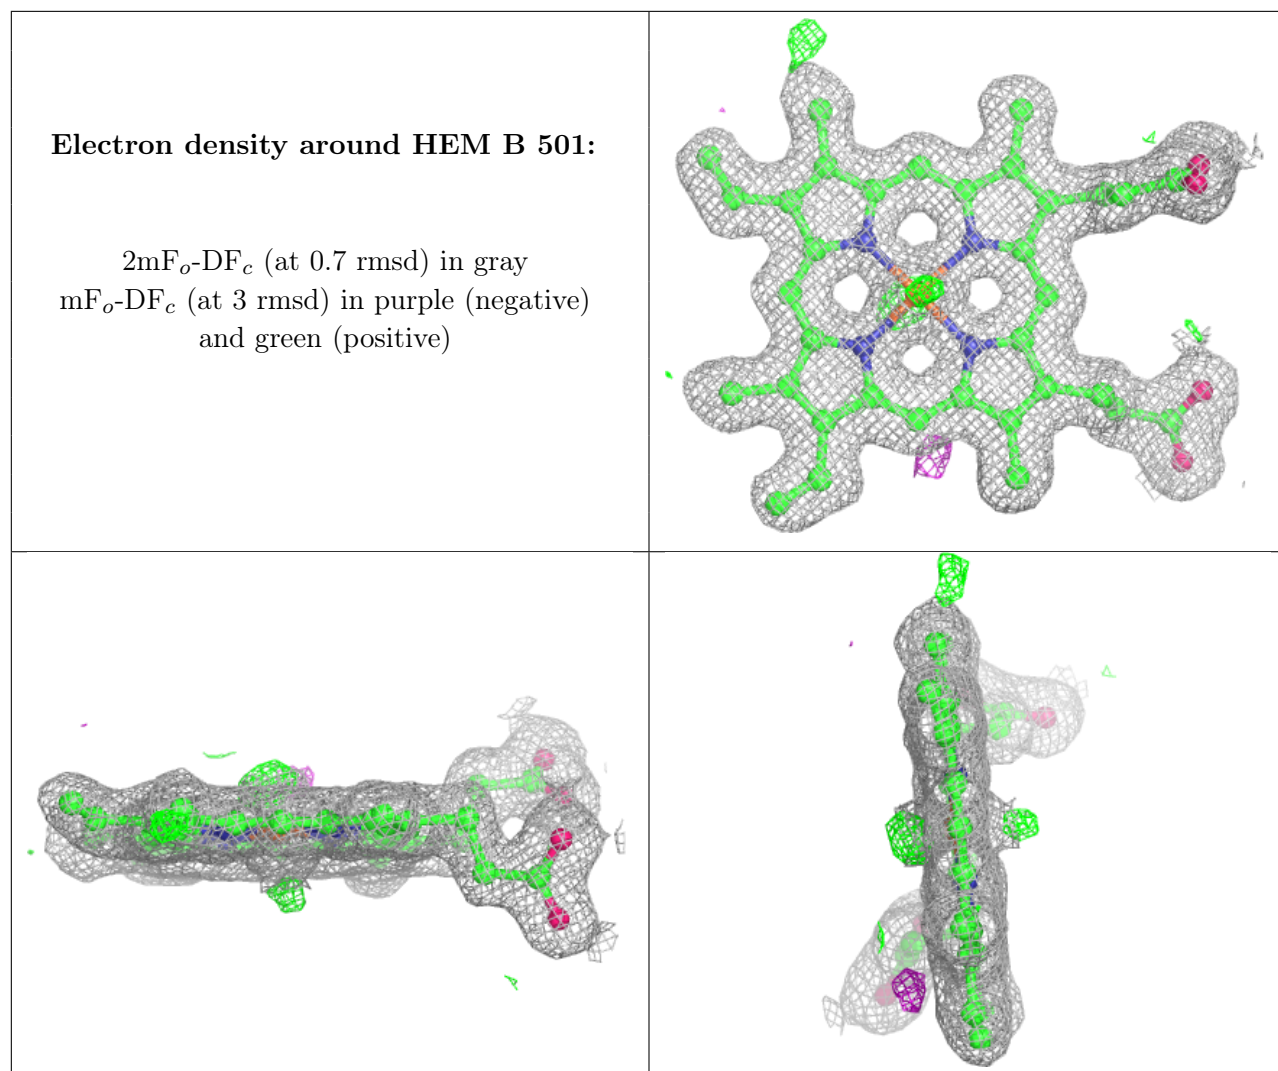 Electron density around HEM B 501:
2mFo-DFc (at 0.7 rmsd) in gray
mFo-DFc (at 3 rmsd) in purple (negative)
and green (positive)